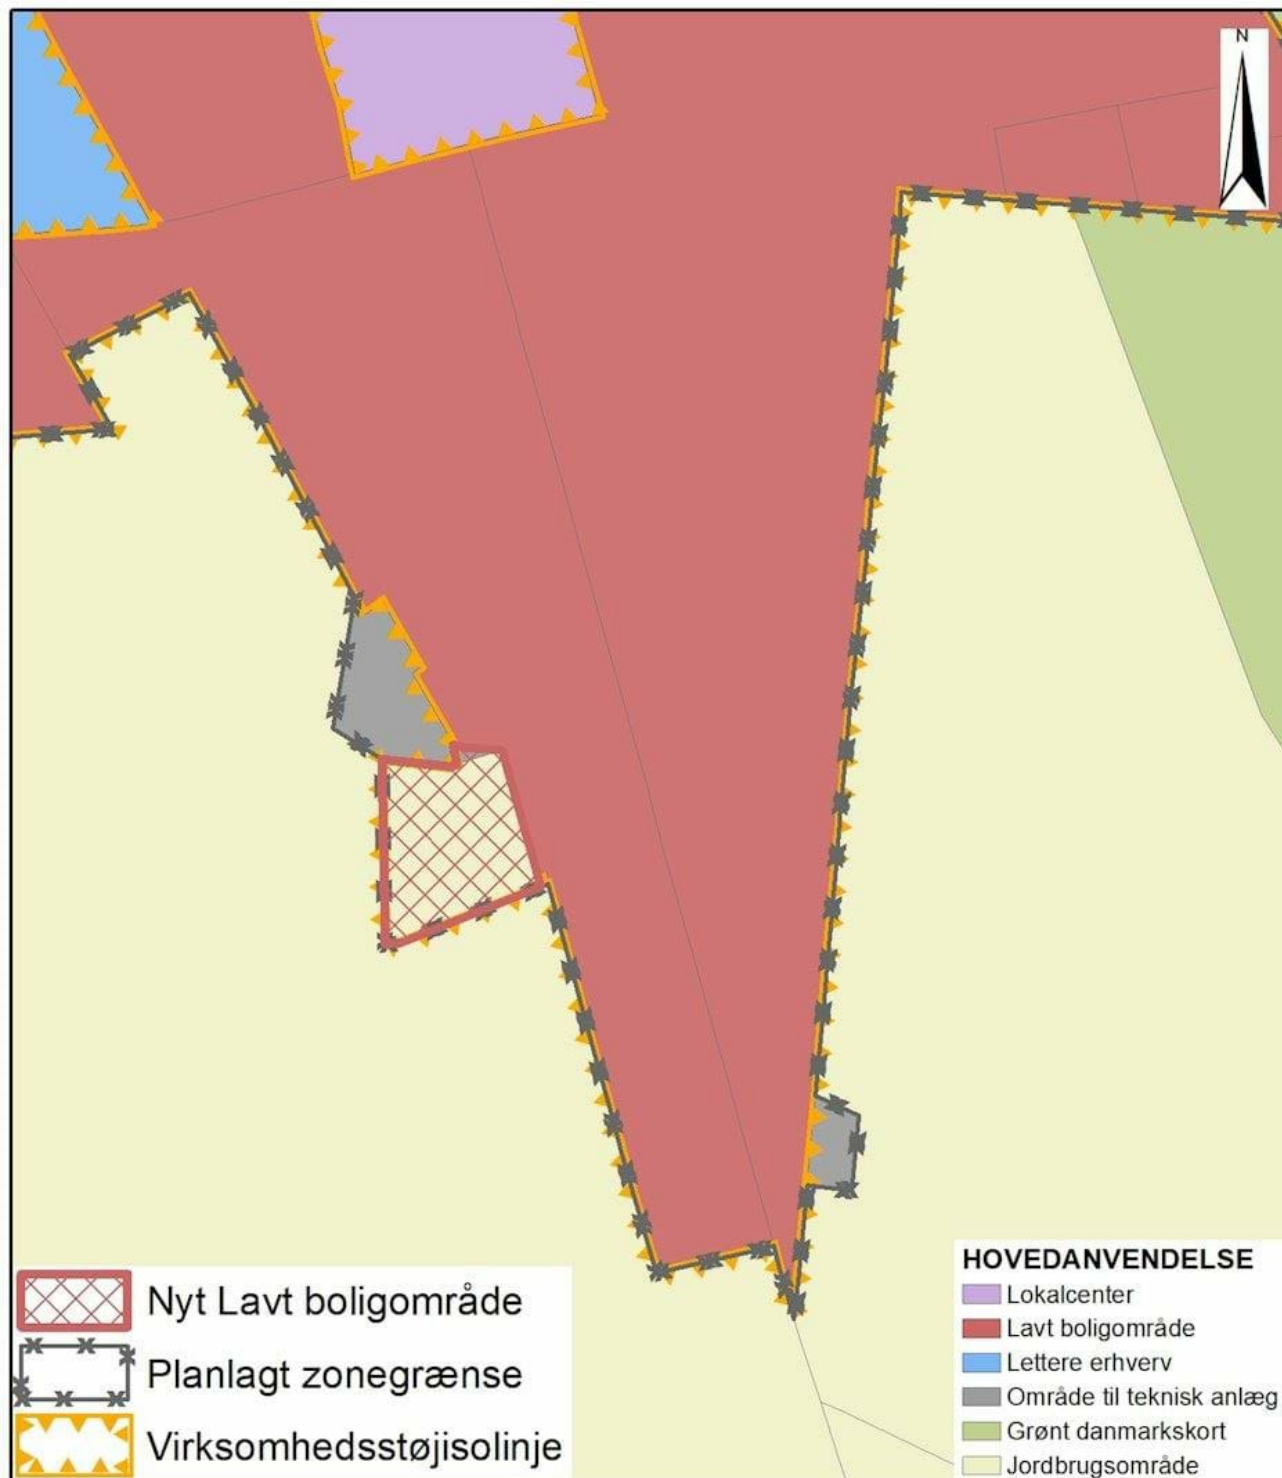 N
Nyt Lavt boligområde
Planlagt zonegrænse
Virksomhedsstøjisolinje
HOVEDANVENDELSE
Lokalcenter
Lavt boligområde
Lettere erhverv
Område til teknisk anlæg
Grønt danmarkskort
Jordbrugsområde